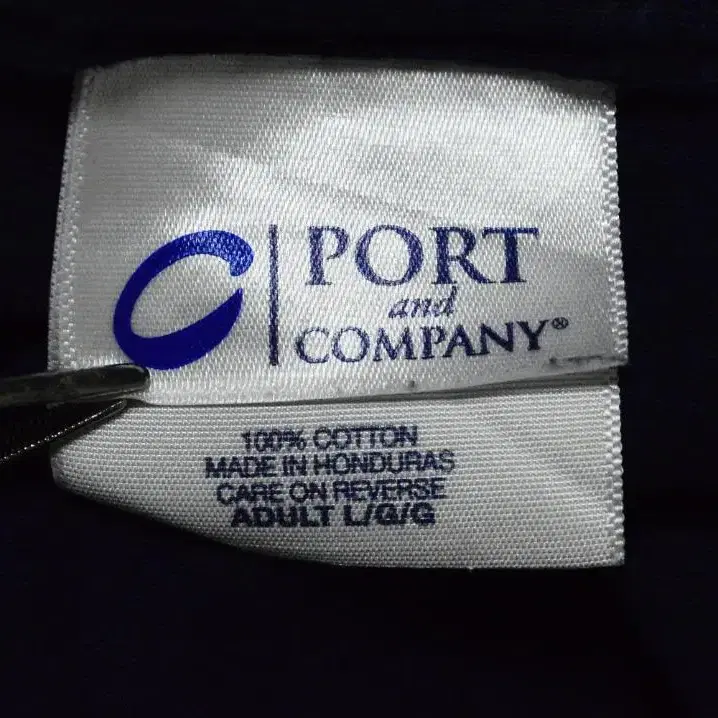 PORT
and
COMPANY®
100% COTTON
MADE IN HONDURAS
CARE ON REVERSE
ADULT L/G/G